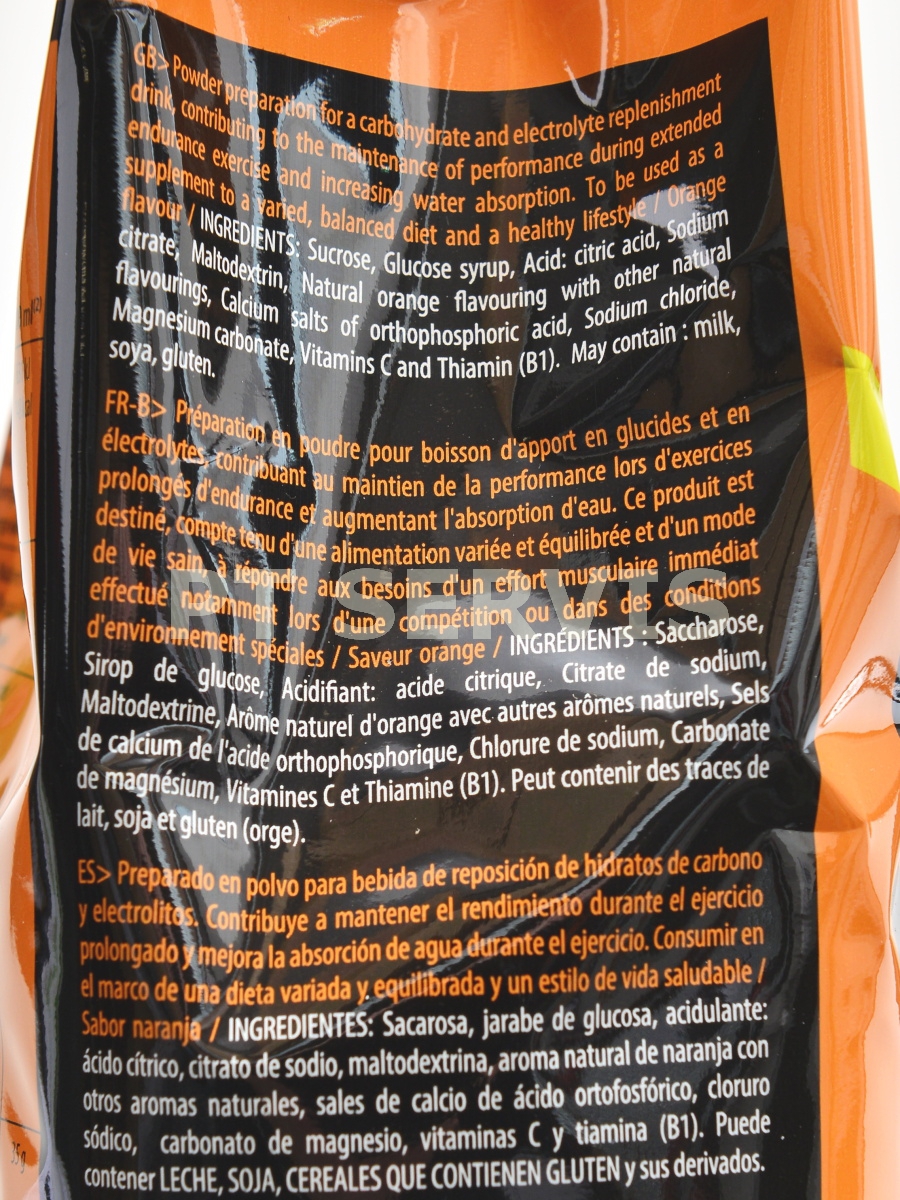 GB> Powder preparation for a carbohydrate and electrolyte replenishment
drink, contributing to the maintenance of performance during extended
endurance exercise and increasing water absorption. To be used as a
supplement to a varied, balanced diet and a healthy lifestyle / Orange
flavour / INGREDIENTS: Sucrose, Glucose syrup, Acid: citric acid, Sodium
citrate, Maltodextrin, Natural orange flavouring with other natural
flavourings, Calcium salts of orthophosphoric acid, Sodium chloride,
Magnesium carbonate, Vitamins C and Thiamin (B1). May contain : milk,
soya, gluten.
FR-B> Préparation en poudre pour boisson d'apport en glucides et en
électrolytes, contribuant au maintien de la performance lors d'exercices
prolongés d'endurance et augmentant l'absorption d'eau. Ce produit est
destiné, compte tenu d'une alimentation variée et équilibrée et d'un mode
de vie sain, à répondre aux besoins d'un effort musculaire immédiat
effectué notamment lors d'une compétition ou dans des conditions
d'environnement spéciales / Saveur orange / INGRÉDIENTS : Saccharose,
Sirop de glucose, Acidifiant: acide citrique, Citrate de sodium,
Maltodextrine, Arôme naturel d'orange avec autres arômes naturels, Sels
de calcium de l'acide orthophosphorique, Chlorure de sodium, Carbonate
de magnésium, Vitamines C et Thiamine (B1). Peut contenir des traces de
lait, soja et gluten (orge).
ES> Preparado en polvo para bebida de reposición de hidratos de carbono
y electrolitos. Contribuye a mantener el rendimiento durante el ejercicio
prolongado y mejora la absorción de agua durante el ejercicio. Consumir en
el marco de una dieta variada y equilibrada y un estilo de vida saludable /
Sabor naranja / INGREDIENTES: Sacarosa, jarabe de glucosa, acidulante:
ácido cítrico, citrato de sodio, maltodextrina, aroma natural de naranja con
otros aromas naturales, sales de calcio de ácido ortofosfórico, cloruro
sódico, carbonato de magnesio, vitaminas C y tiamina (B1). Puede
contener LECHE, SOJA, CEREALES QUE CONTIENEN GLUTEN y sus derivados.